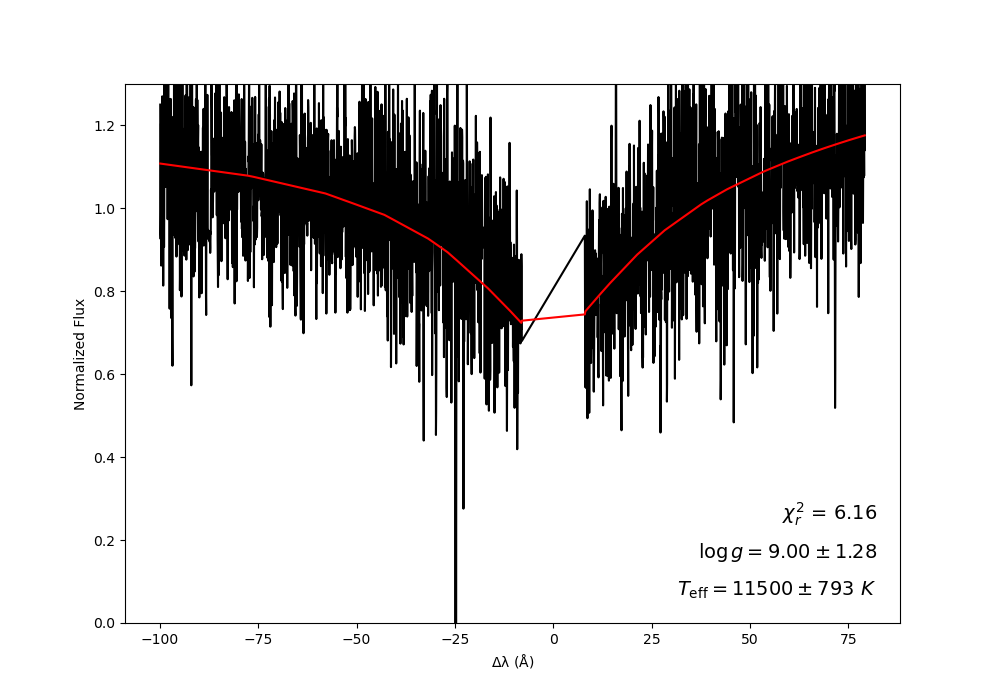 1.2
1.0
0.8
0.6
0.4
0.2
0.0
Normalized Flux
χ²ᵣ = 6.16
log g = 9.00 ± 1.28
T_eff = 11500 ± 793 K
−100 −75 −50 −25 0 25 50 75
Δλ (Å)